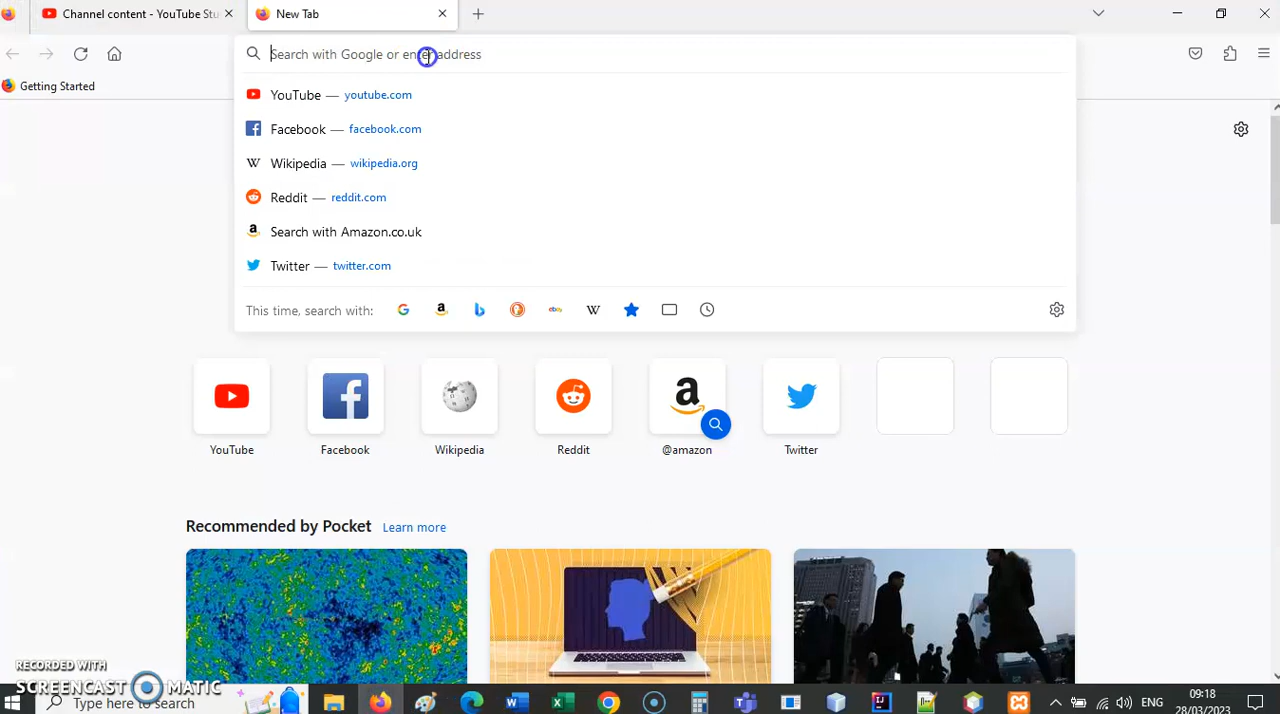 Channel content - YouTube Stu
New Tab
Search with Google or enter address
Getting Started
YouTube — youtube.com
Facebook — facebook.com
Wikipedia — wikipedia.org
Reddit — reddit.com
Search with Amazon.co.uk
Twitter — twitter.com
This time, search with:
YouTube
Facebook
Wikipedia
Reddit
@amazon
Twitter
Recommended by Pocket Learn more
RECORDED WITH
SCREENCAST MATIC
Type here to search
ENG
09:18
28/03/2023